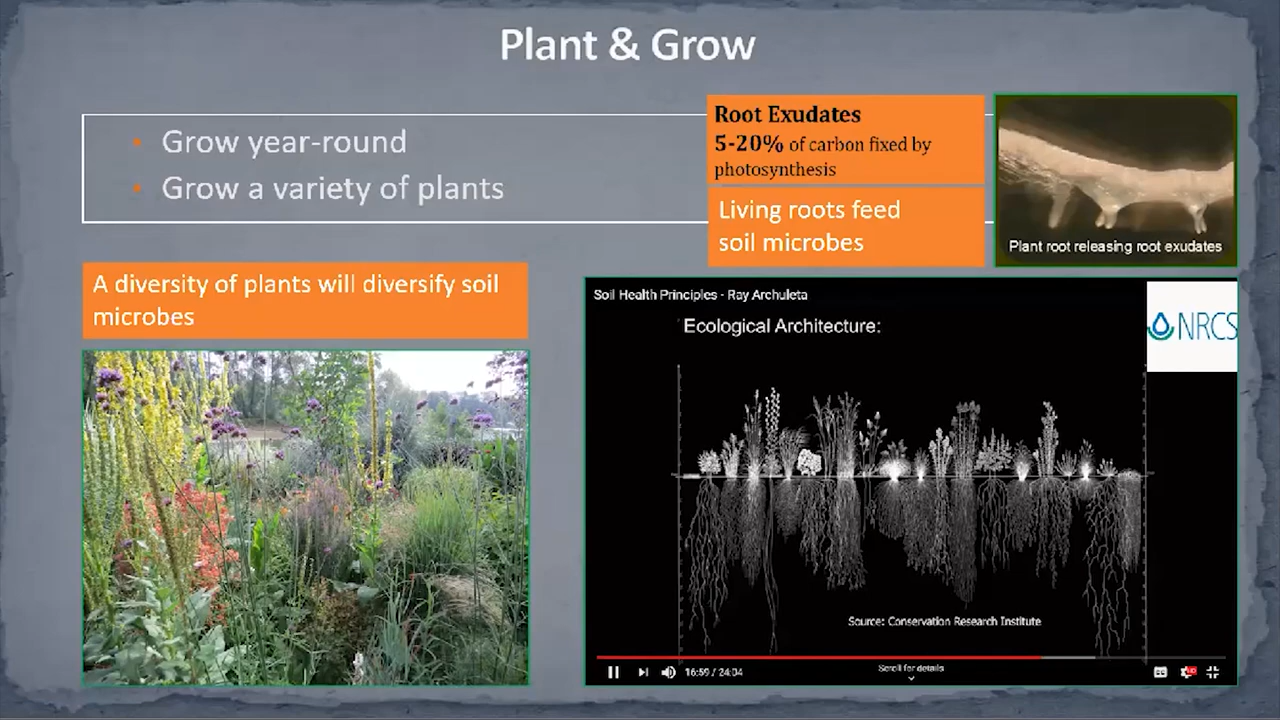 Plant & Grow
Grow year-round
Grow a variety of plants
Root Exudates
5-20% of carbon fixed by
photosynthesis
Living roots feed
soil microbes
Plant root releasing root exudates
A diversity of plants will diversify soil
microbes
Soil Health Principles - Ray Archuleta
NRCS
Ecological Architecture:
Source: Conservation Research Institute
16:59 / 24:04
Scroll for details
CC
HD